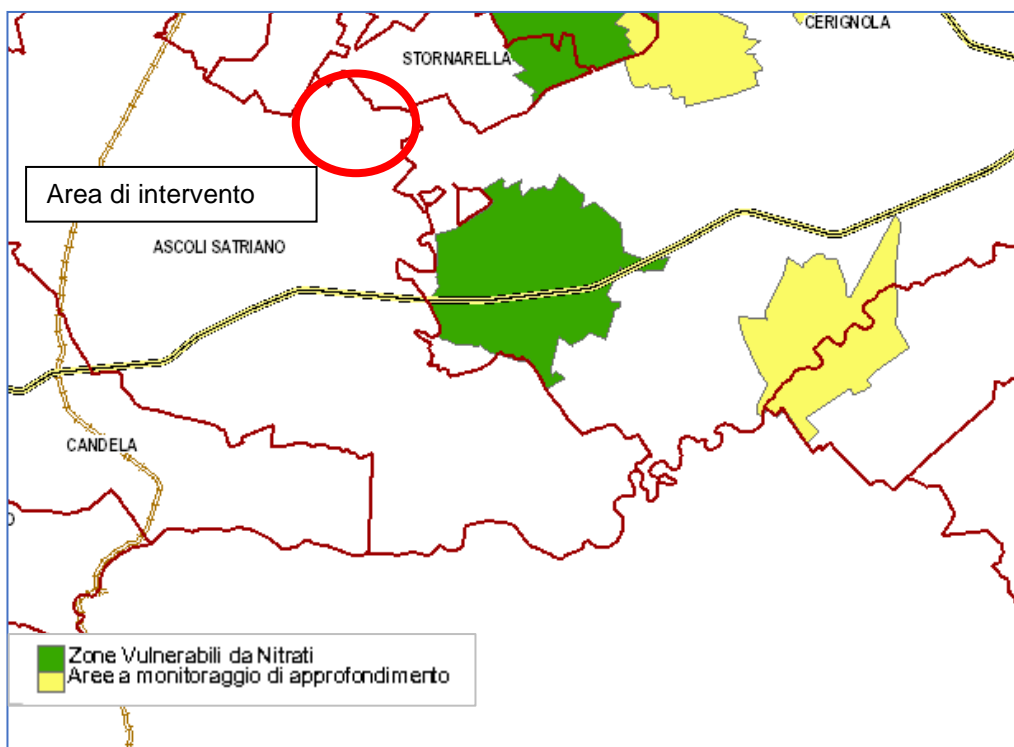 CERIGNOLA
STORNARELLA
Area di intervento
ASCOLI SATRIANO
CANDELA
Zone Vulnerabili da Nitrati
Aree a monitoraggio di approfondimento